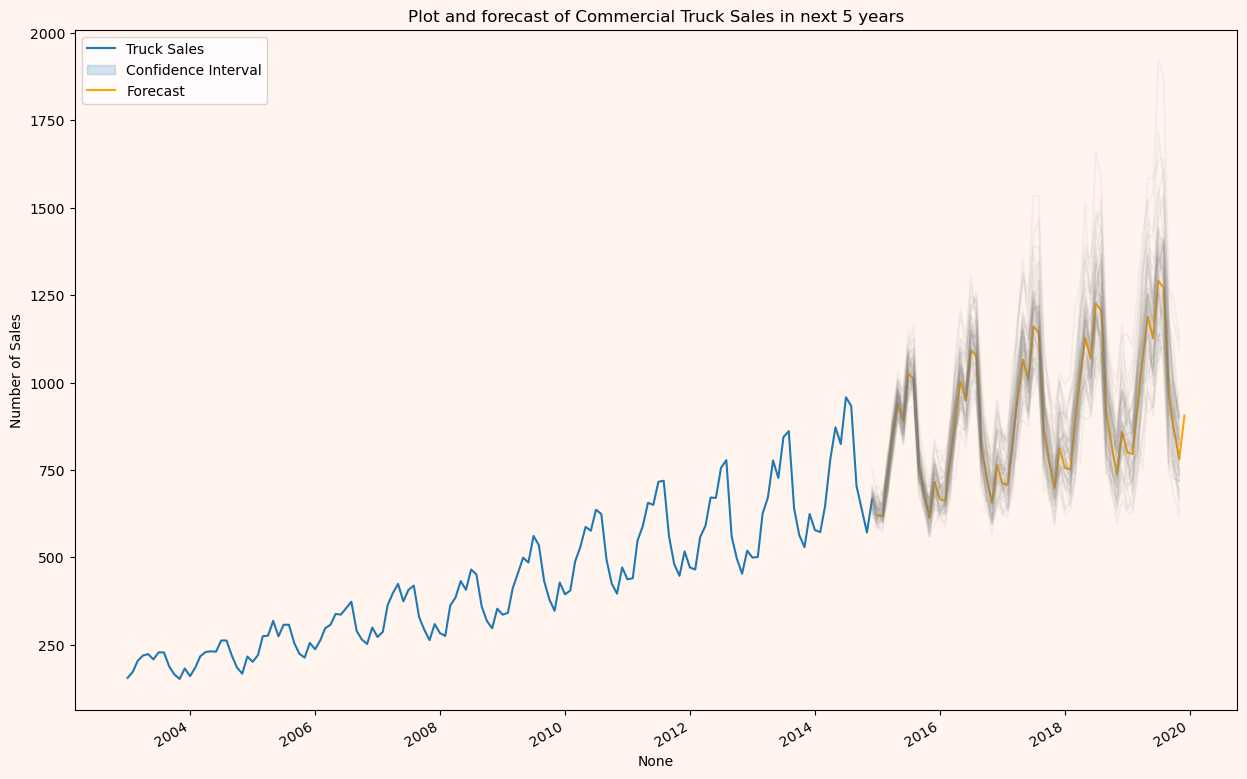 Plot and forecast of Commercial Truck Sales in next 5 years
Truck Sales
Confidence Interval
Forecast
2000
1750
1500
1250
1000
750
500
250
Number of Sales
2004
2006
2008
2010
2012
2014
2016
2018
2020
None